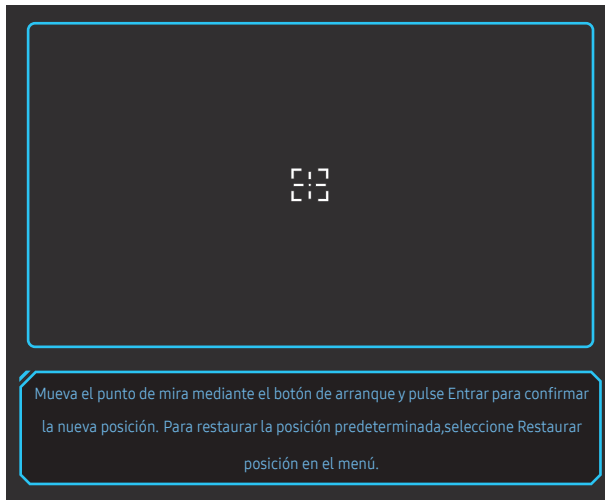 Mueva el punto de mira mediante el botón de arranque y pulse Entrar para confirmar
la nueva posición. Para restaurar la posición predeterminada,seleccione Restaurar
posición en el menú.